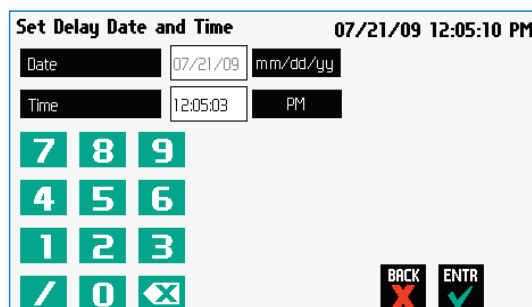 Set Delay Date and Time 07/21/09 12:05:10 PM
Date 07/21/09 mm/dd/yy
Time 12:05:03 PM
7 8 9
4 5 6
1 2 3
/ 0
BACK ENTR